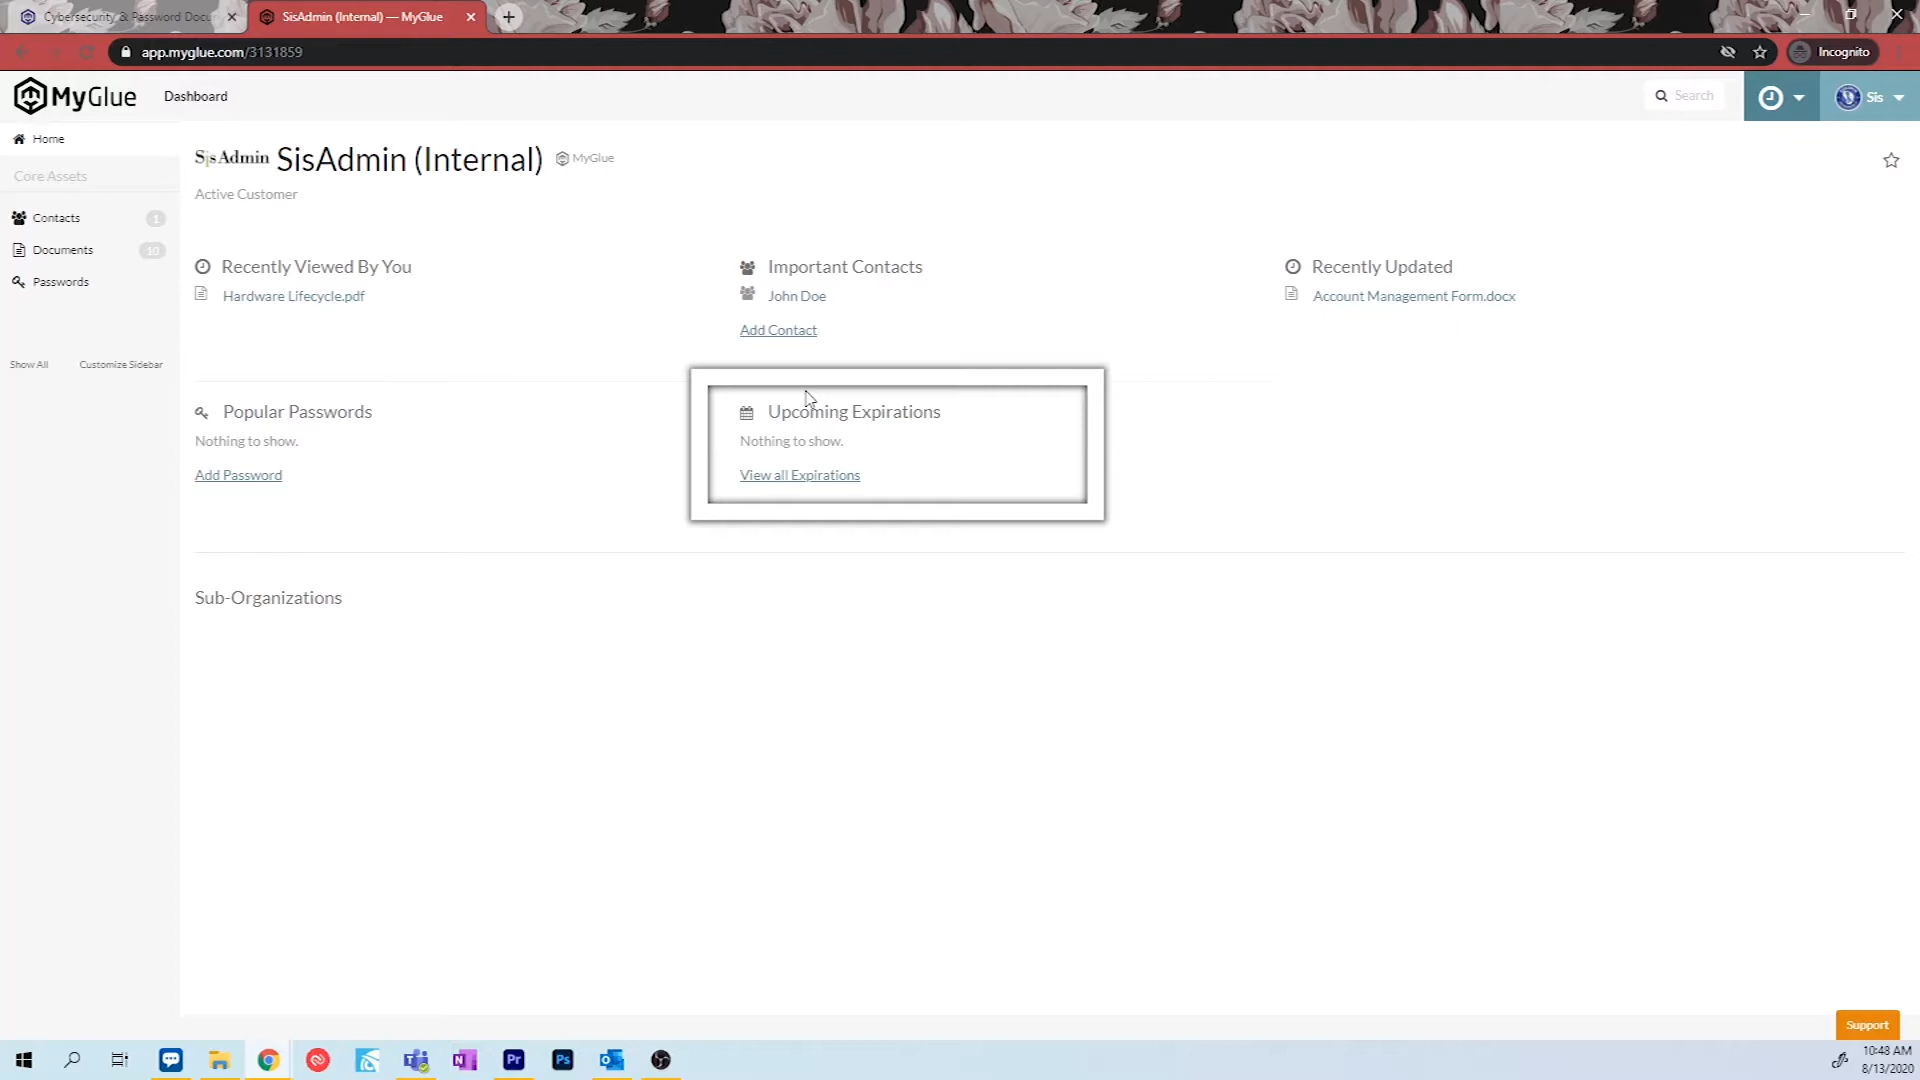 Cybersecurity & Password Docu
SisAdmin (Internal) — MyGlue
app.myglue.com/3131859
Incognito
MyGlue
Dashboard
Search
Sis
Home
Core Assets
Contacts 1
Documents 10
Passwords
Show All Customize Sidebar
SisAdmin SisAdmin (Internal) MyGlue
Active Customer
Recently Viewed By You
Hardware Lifecycle.pdf
Important Contacts
John Doe
Add Contact
Recently Updated
Account Management Form.docx
Popular Passwords
Nothing to show.
Add Password
Upcoming Expirations
Nothing to show.
View all Expirations
Sub-Organizations
Support
N
Pr
Ps
10:48 AM
8/13/2020